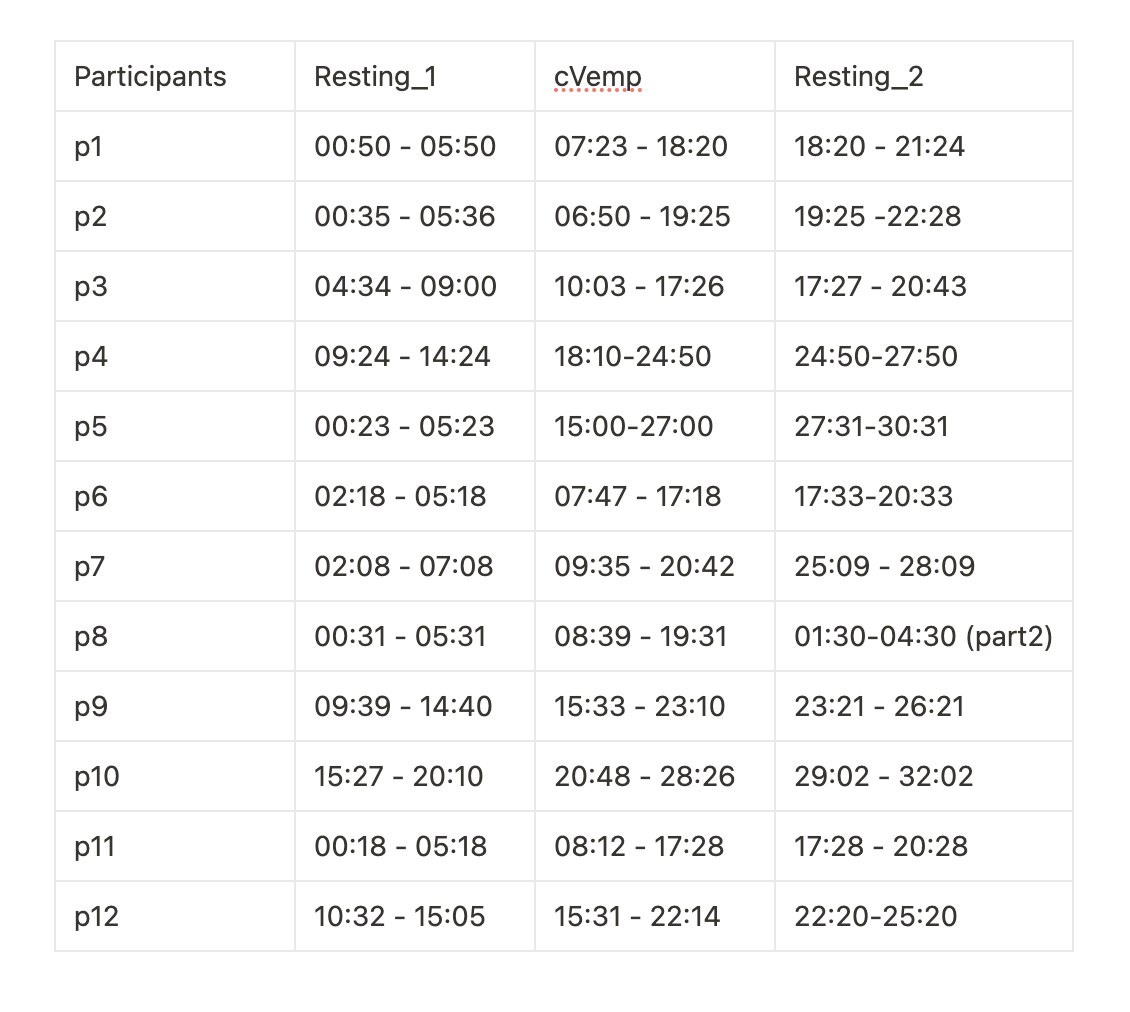 Participants Resting_1 cVemp Resting_2
p1 00:50 - 05:50 07:23 - 18:20 18:20 - 21:24
p2 00:35 - 05:36 06:50 - 19:25 19:25 -22:28
p3 04:34 - 09:00 10:03 - 17:26 17:27 - 20:43
p4 09:24 - 14:24 18:10-24:50 24:50-27:50
p5 00:23 - 05:23 15:00-27:00 27:31-30:31
p6 02:18 - 05:18 07:47 - 17:18 17:33-20:33
p7 02:08 - 07:08 09:35 - 20:42 25:09 - 28:09
p8 00:31 - 05:31 08:39 - 19:31 01:30-04:30 (part2)
p9 09:39 - 14:40 15:33 - 23:10 23:21 - 26:21
p10 15:27 - 20:10 20:48 - 28:26 29:02 - 32:02
p11 00:18 - 05:18 08:12 - 17:28 17:28 - 20:28
p12 10:32 - 15:05 15:31 - 22:14 22:20-25:20